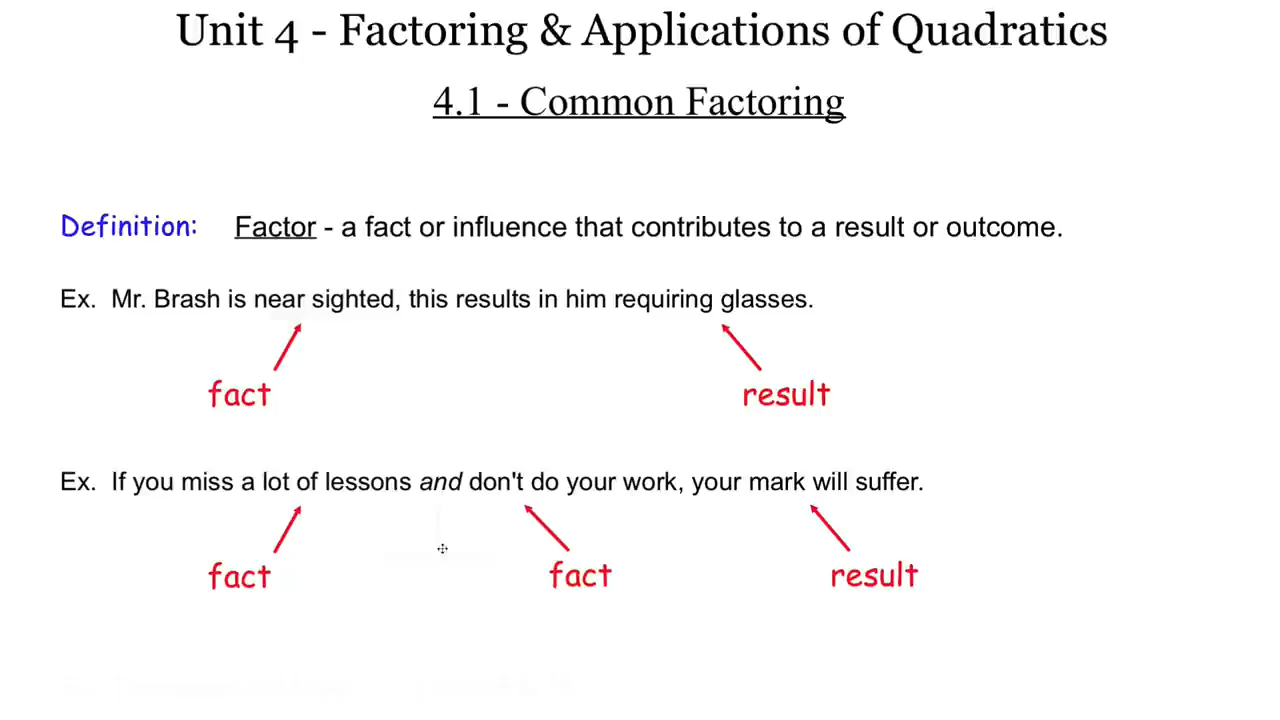 Unit 4 - Factoring & Applications of Quadratics
4.1 - Common Factoring
Definition: Factor - a fact or influence that contributes to a result or outcome.
Ex. Mr. Brash is near sighted, this results in him requiring glasses.
fact result
Ex. If you miss a lot of lessons and don't do your work, your mark will suffer.
fact fact result